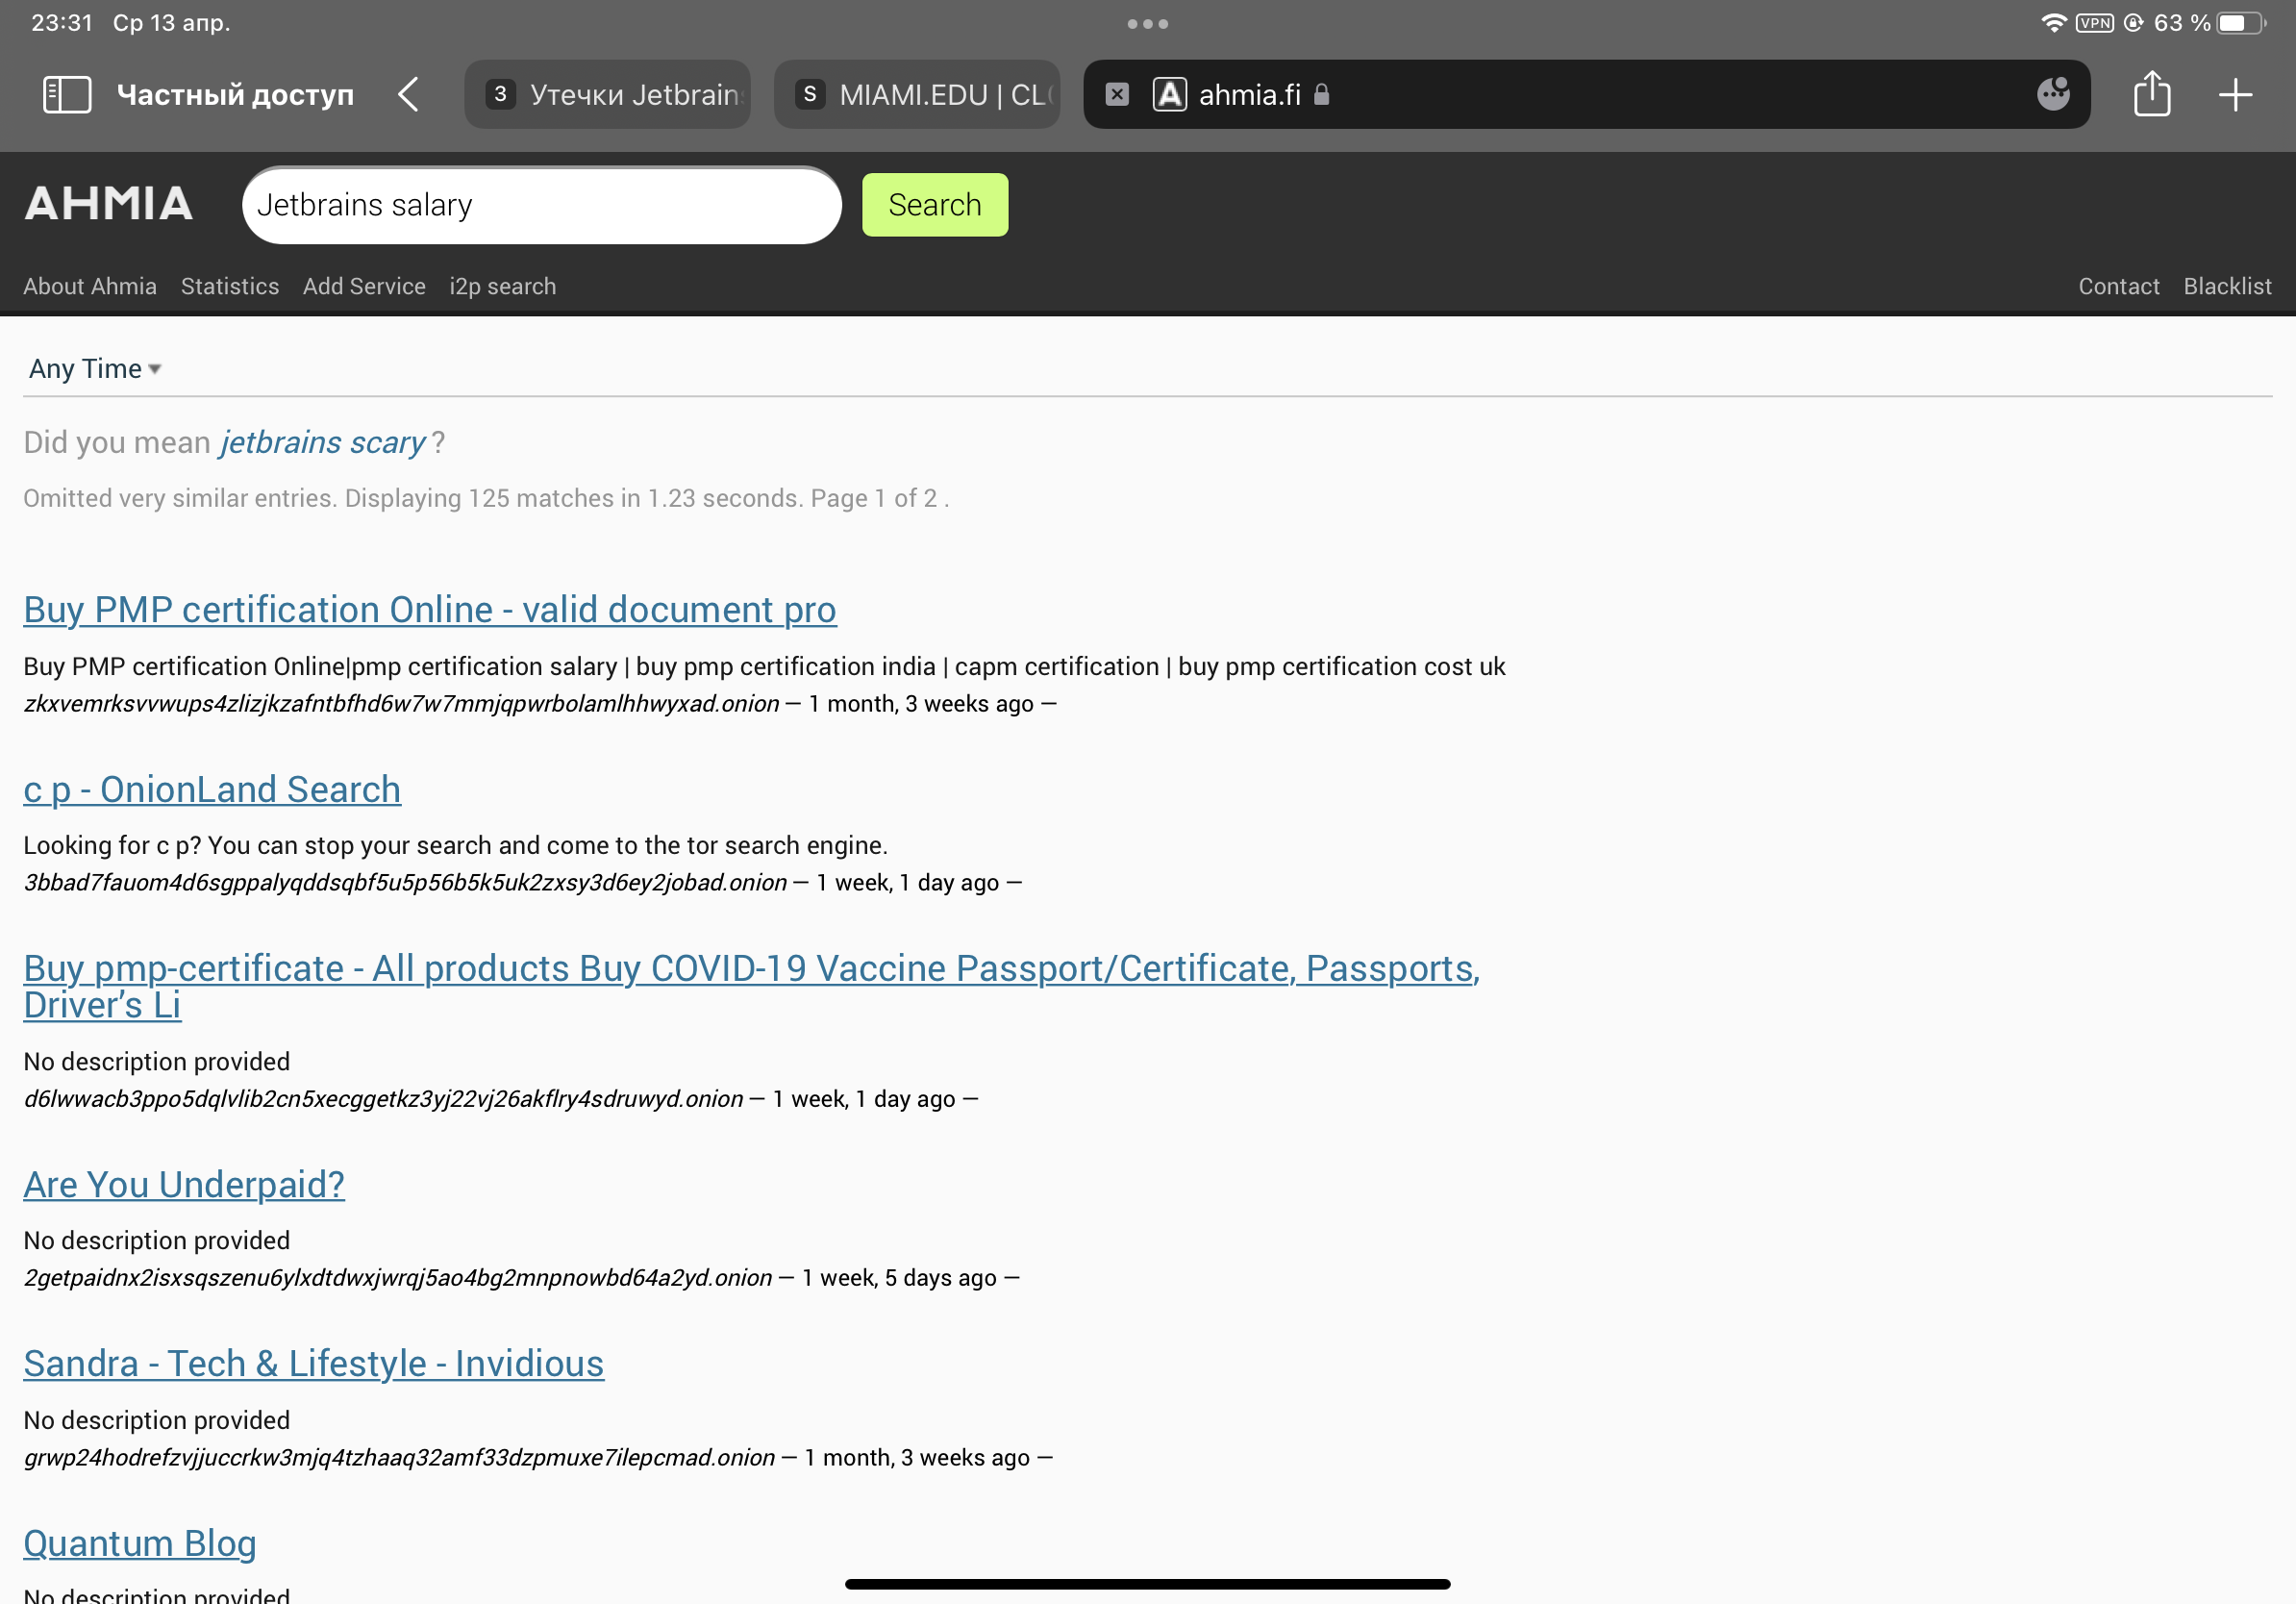 23:31 Ср 13 апр.
VPN 63 %
Частный доступ
3 Утечки Jetbrain
S MIAMI.EDU | CL
A ahmia.fi
AHMIA
Jetbrains salary
Search
About Ahmia Statistics Add Service i2p search
Contact Blacklist
Any Time
Did you mean jetbrains scary ?
Omitted very similar entries. Displaying 125 matches in 1.23 seconds. Page 1 of 2 .
Buy PMP certification Online - valid document pro
Buy PMP certification Online|pmp certification salary | buy pmp certification india | capm certification | buy pmp certification cost uk
zkxvemrksvvwups4zlizjkzafntbfhd6w7w7mmjqpwrbolamlhhwyxad.onion — 1 month, 3 weeks ago —
c p - OnionLand Search
Looking for c p? You can stop your search and come to the tor search engine.
3bbad7fauom4d6sgppalyqddsqbf5u5p56b5k5uk2zxsy3d6ey2jobad.onion — 1 week, 1 day ago —
Buy pmp-certificate - All products Buy COVID-19 Vaccine Passport/Certificate, Passports,
Driver’s Li
No description provided
d6lwwacb3ppo5dqlvlib2cn5xecggetkz3yj22vj26akflry4sdruwyd.onion — 1 week, 1 day ago —
Are You Underpaid?
No description provided
2getpaidnx2isxsqszenu6ylxdtdwxjwrqj5ao4bg2mnpnowbd64a2yd.onion — 1 week, 5 days ago —
Sandra - Tech & Lifestyle - Invidious
No description provided
grwp24hodrefzvjjuccrkw3mjq4tzhaaq32amf33dzpmuxe7ilepcmad.onion — 1 month, 3 weeks ago —
Quantum Blog
No description provided